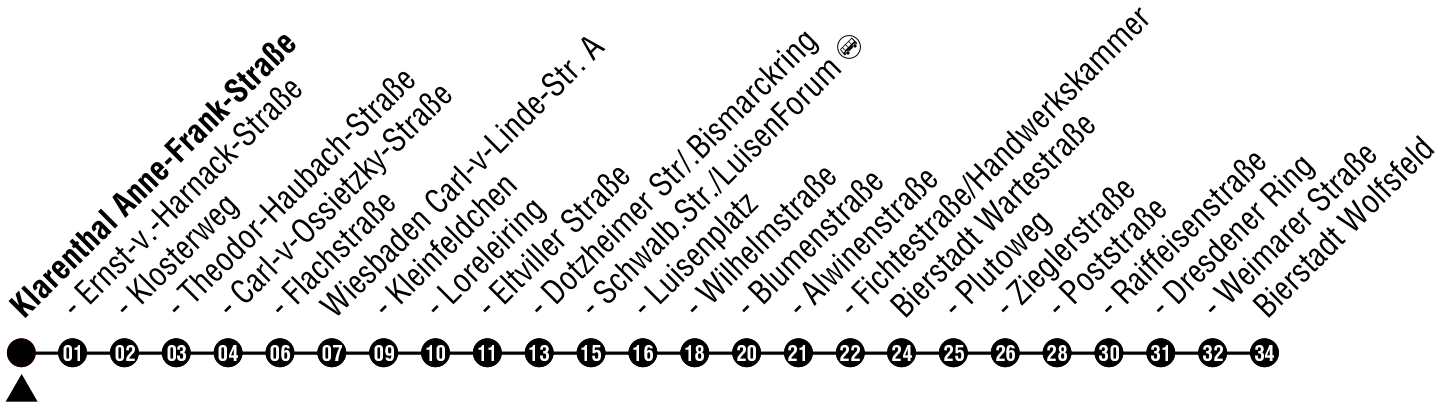 Klarenthal Anne-Frank-Straße
- Ernst-v.-Harnack-Straße
- Klosterweg
- Theodor-Haubach-Straße
- Carl-v-Ossietzky-Straße
- Flachstraße
Wiesbaden Carl-v-Linde-Str. A
- Kleinfeldchen
- Loreleiring
- Eltviller Straße
- Dotzheimer Str/.Bismarckring
- Schwalb.Str./LuisenForum
- Luisenplatz
- Wilhelmstraße
- Blumenstraße
- Alwinenstraße
- Fichtestraße/Handwerkskammer
Bierstadt Wartestraße
- Plutoweg
- Zieglerstraße
- Poststraße
- Raiffeisenstraße
- Dresdener Ring
- Weimarer Straße
Bierstadt Wolfsfeld
01 02 03 04 06 07 09 10 11 13 15 16 18 20 21 22 24 25 26 28 30 31 32 34